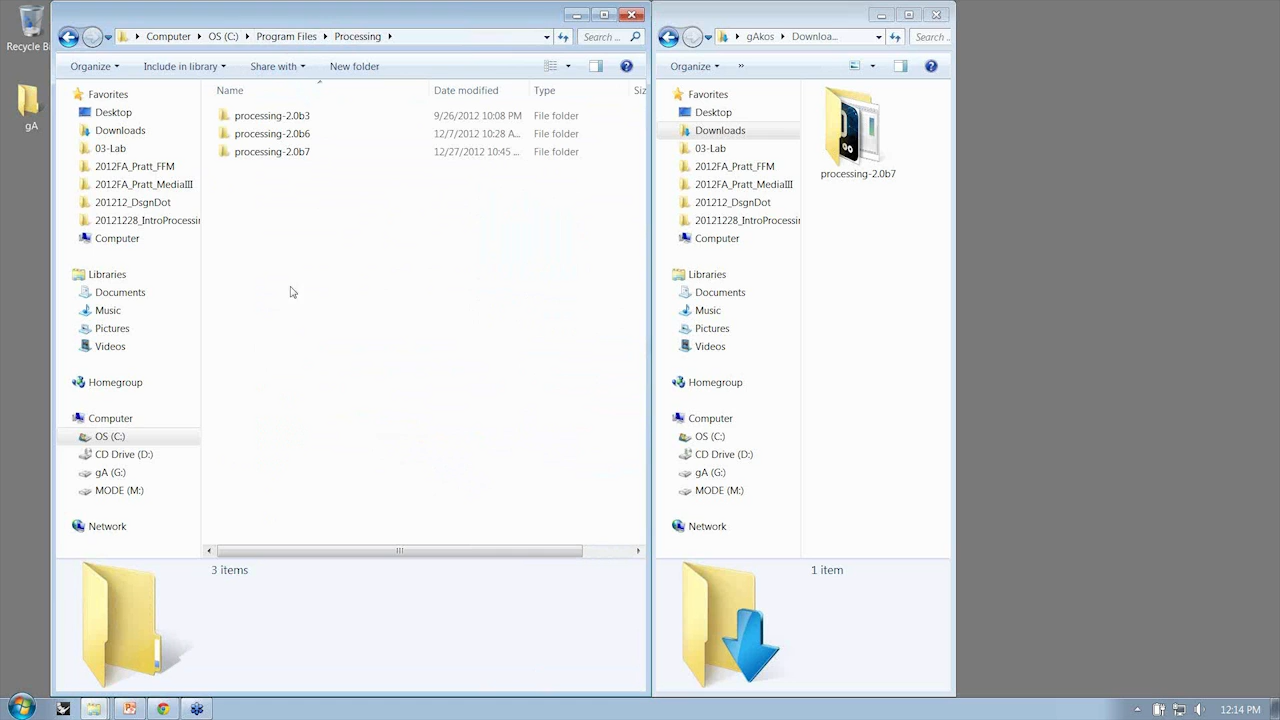 Recycle B
gA
Computer OS (C:) Program Files Processing
Search ...
Organize Include in library Share with New folder
Name Date modified Type Siz
processing-2.0b3 9/26/2012 10:08 PM File folder
processing-2.0b6 12/7/2012 10:28 A... File folder
processing-2.0b7 12/27/2012 10:45 ... File folder
Favorites
Desktop
Downloads
03-Lab
2012FA_Pratt_FFM
2012FA_Pratt_MediaIII
201212_DsgnDot
20121228_IntroProcessin
Computer
Libraries
Documents
Music
Pictures
Videos
Homegroup
Computer
OS (C:)
CD Drive (D:)
gA (G:)
MODE (M:)
Network
3 items
gAkos Downloa...
Search ...
Organize »
Favorites
Desktop
Downloads
03-Lab
2012FA_Pratt_FFM
2012FA_Pratt_MediaIII
201212_DsgnDot
20121228_IntroProcessin
Computer
Libraries
Documents
Music
Pictures
Videos
Homegroup
Computer
OS (C:)
CD Drive (D:)
gA (G:)
MODE (M:)
Network
processing-2.0b7
1 item
12:14 PM